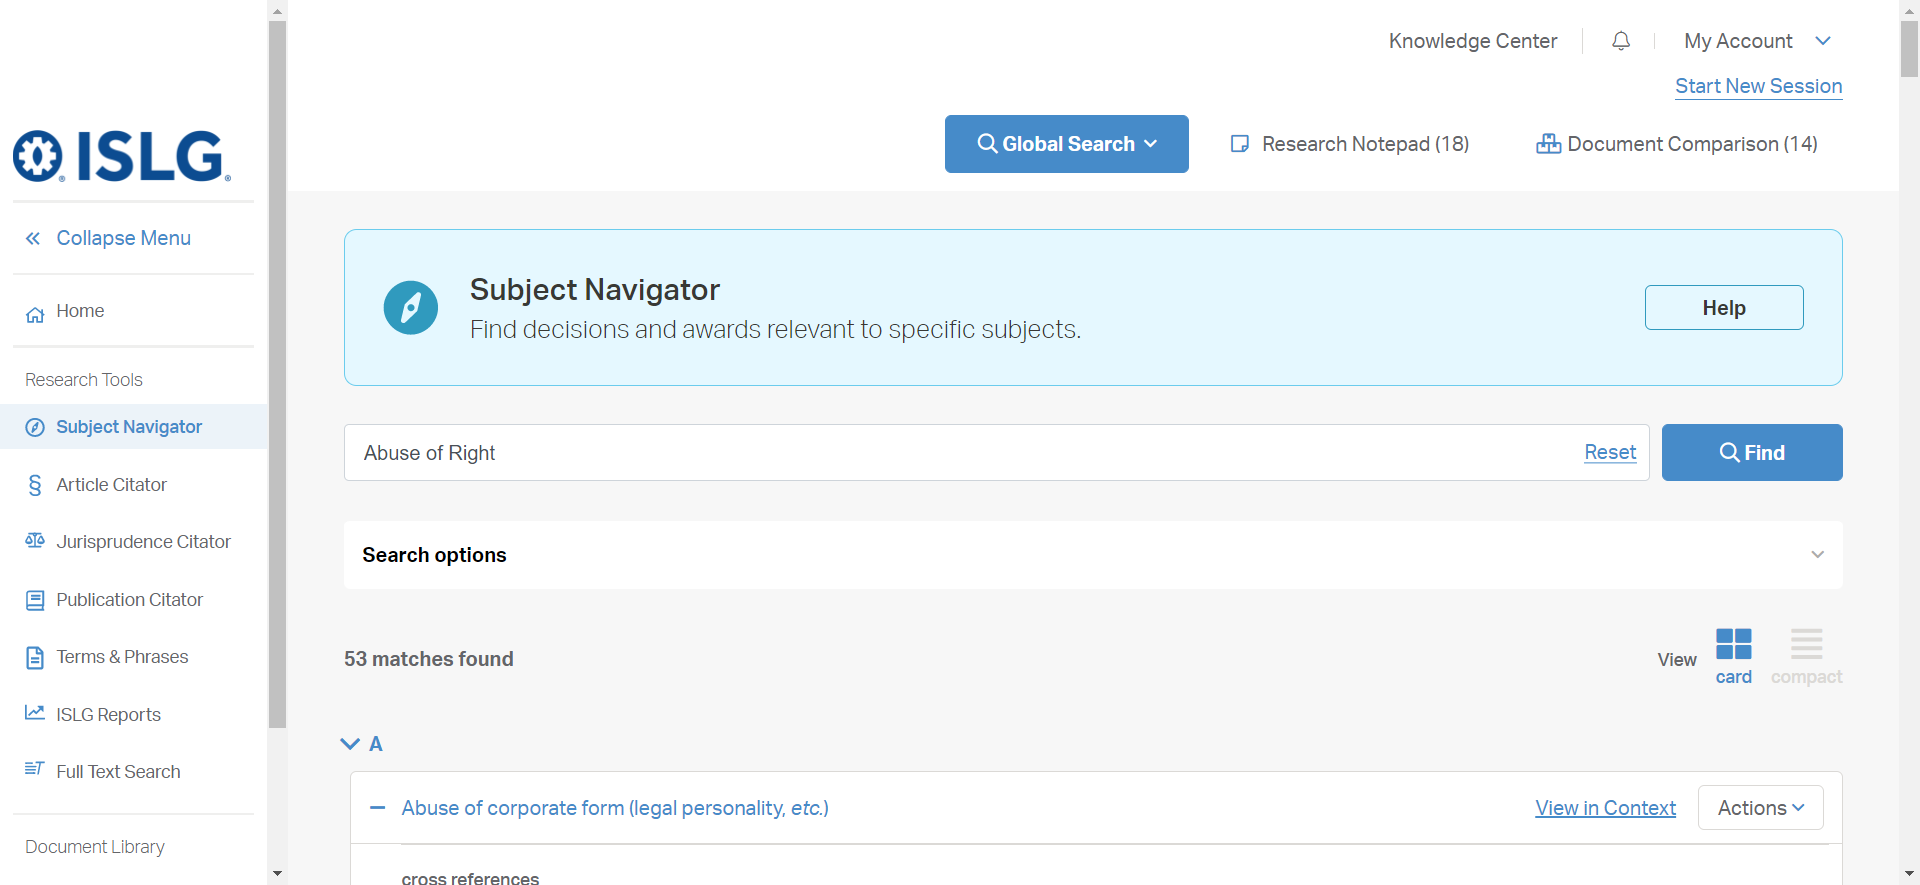 Knowledge Center
My Account
Start New Session
Global Search
Research Notepad (18)
Document Comparison (14)
ISLG
Collapse Menu
Home
Research Tools
Subject Navigator
Article Citator
Jurisprudence Citator
Publication Citator
Terms & Phrases
ISLG Reports
Full Text Search
Document Library
Subject Navigator
Find decisions and awards relevant to specific subjects.
Help
Abuse of Right
Reset
Find
Search options
53 matches found
View
card
compact
A
Abuse of corporate form (legal personality, etc.)
View in Context
Actions
cross references